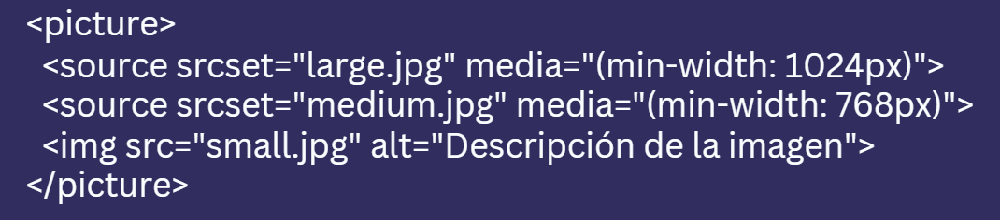 <picture>
<source srcset="large.jpg" media="(min-width: 1024px)">
<source srcset="medium.jpg" media="(min-width: 768px)">
<img src="small.jpg" alt="Descripción de la imagen">
</picture>